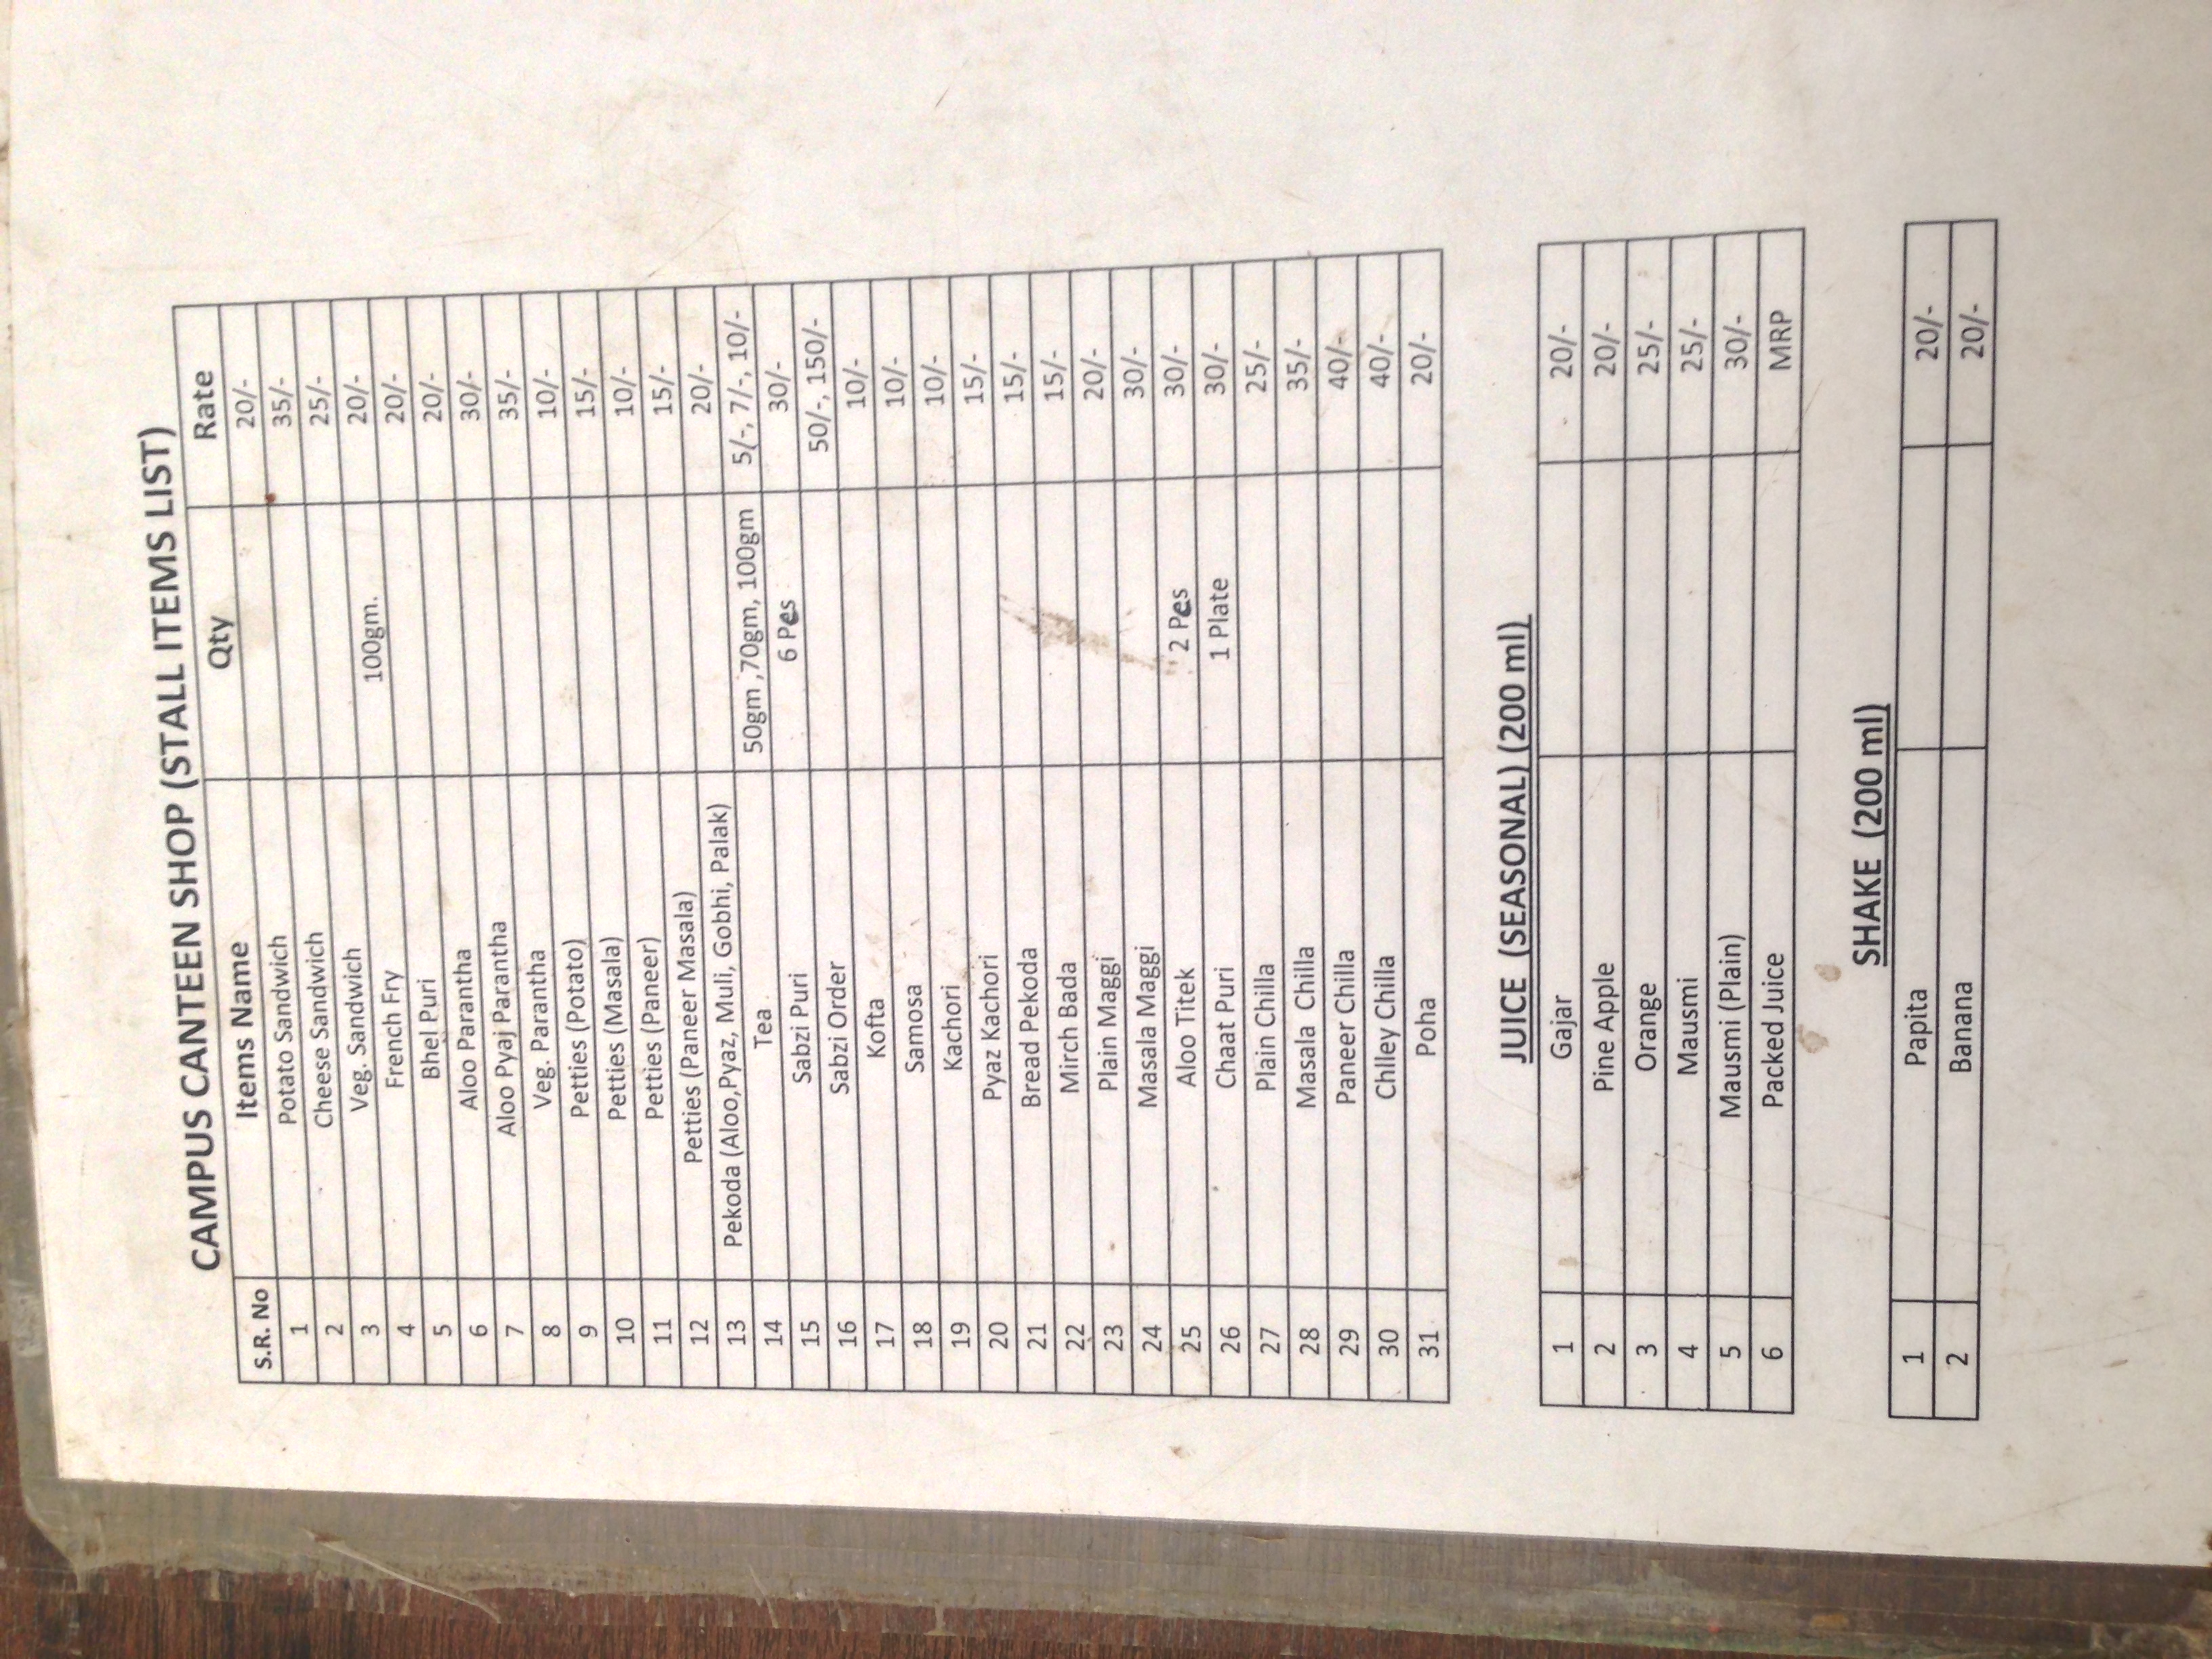 CAMPUS CANTEEN SHOP (STALL ITEMS LIST)
S.R. No Items Name Qty Rate
1 Potato Sandwich 20/-
2 Cheese Sandwich 35/-
3 Veg. Sandwich 25/-
4 French Fry 100gm. 20/-
5 Bhel Puri 20/-
6 Aloo Parantha 20/-
7 Aloo Pyaj Parantha 30/-
8 Veg. Parantha 35/-
9 Petties (Potato) 10/-
10 Petties (Masala) 15/-
11 Petties (Paneer) 10/-
12 Petties (Paneer Masala) 15/-
13 Pekoda (Aloo,Pyaz, Muli, Gobhi, Palak) 20/-
14 Tea 50gm ,70gm, 100gm 5/-, 7/-, 10/-
15 Sabzi Puri 6 Pcs 30/-
16 Sabzi Order 50/-, 150/-
17 Kofta 10/-
18 Samosa 10/-
19 Kachori 10/-
20 Pyaz Kachori 15/-
21 Bread Pekoda 15/-
22 Mirch Bada 15/-
23 Plain Maggi 20/-
24 Masala Maggi 30/-
25 Aloo Titek 2 Pcs 30/-
26 Chaat Puri 1 Plate 30/-
27 Plain Chilla 25/-
28 Masala Chilla 35/-
29 Paneer Chilla 40/-
30 Chlley Chilla 40/-
31 Poha 20/-
JUICE (SEASONAL) (200 ml)
1 Gajar 20/-
2 Pine Apple 20/-
3 Orange 25/-
4 Mausmi 25/-
5 Mausmi (Plain) 30/-
6 Packed Juice MRP
SHAKE (200 ml)
1 Papita 20/-
2 Banana 20/-